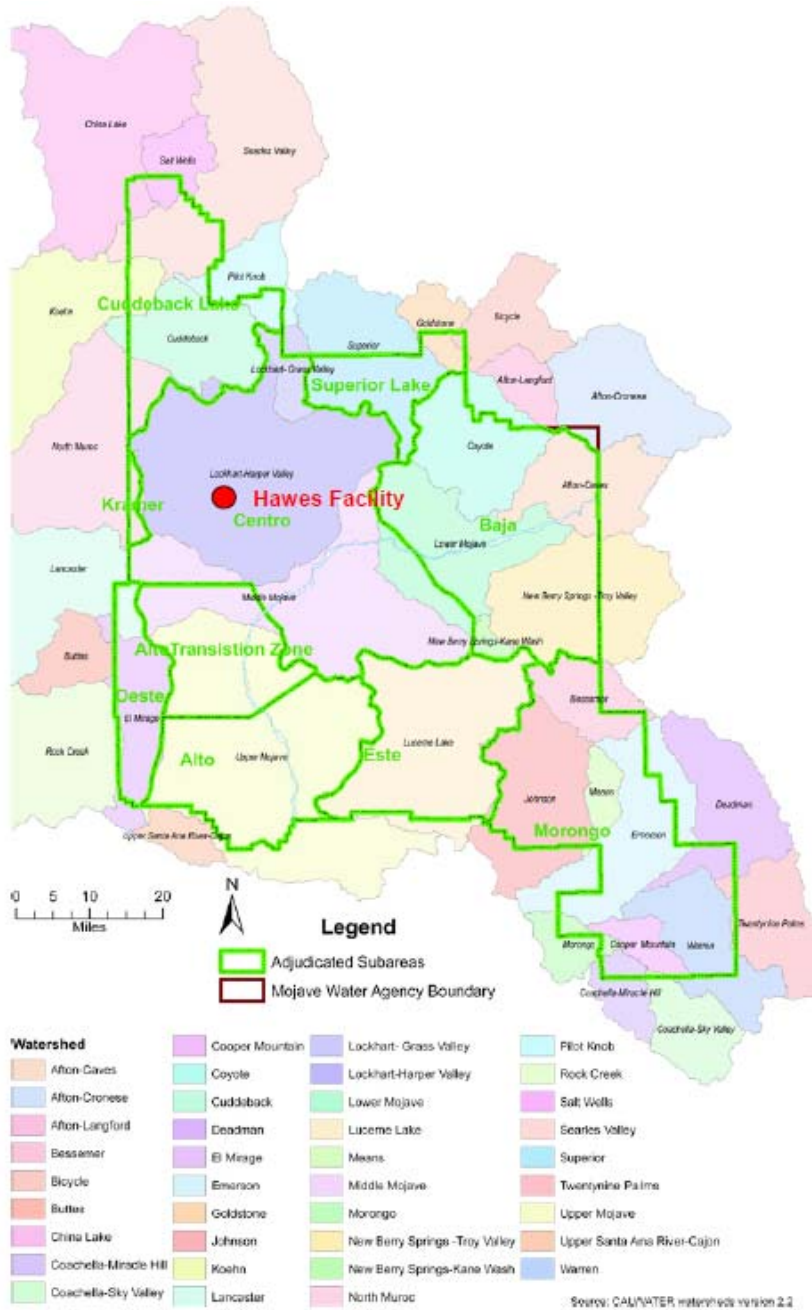 China Lake
Salt Wells
Searles Valley
Pilot Knob
Koehn
Cuddeback Lake
Cuddeback
Superior
Goldstone
Bicycle
Lockhart- Grass Valley
Superior Lake
Afton-Langford
Afton-Cronese
North Muroc
Coyote
Lockhart-Harper Valley
Afton-Caves
Kramer
Hawes Facility
Centro
Baja
Lower Mojave
Lancaster
Middle Mojave
New Berry Springs -Troy Valley
New Berry Springs-Kane Wash
Buttes
Alto Transistion Zone
Oeste
El Mirage
Bessemer
Rock Creek
Alto
Upper Mojave
Este
Lucerne Lake
Johnson
Means
Emerson
Deadman
Morongo
Upper Santa Ana River-Cajon
Twentynine Palms
Morongo
Cooper Mountain
Warren
Coachella-Miracle Hill
Coachella-Sky Valley
0 5 10 20
Miles
N
Legend
Adjudicated Subareas
Mojave Water Agency Boundary
Watershed
Afton-Caves
Afton-Cronese
Afton-Langford
Bessemer
Bicycle
Buttes
China Lake
Coachella-Miracle Hill
Coachella-Sky Valley
Cooper Mountain
Coyote
Cuddeback
Deadman
El Mirage
Emerson
Goldstone
Johnson
Koehn
Lancaster
Lockhart- Grass Valley
Lockhart-Harper Valley
Lower Mojave
Lucerne Lake
Means
Middle Mojave
Morongo
New Berry Springs -Troy Valley
New Berry Springs-Kane Wash
North Muroc
Pilot Knob
Rock Creek
Salt Wells
Searles Valley
Superior
Twentynine Palms
Upper Mojave
Upper Santa Ana River-Cajon
Warren
Source: CALWATER watersheds version 2.2